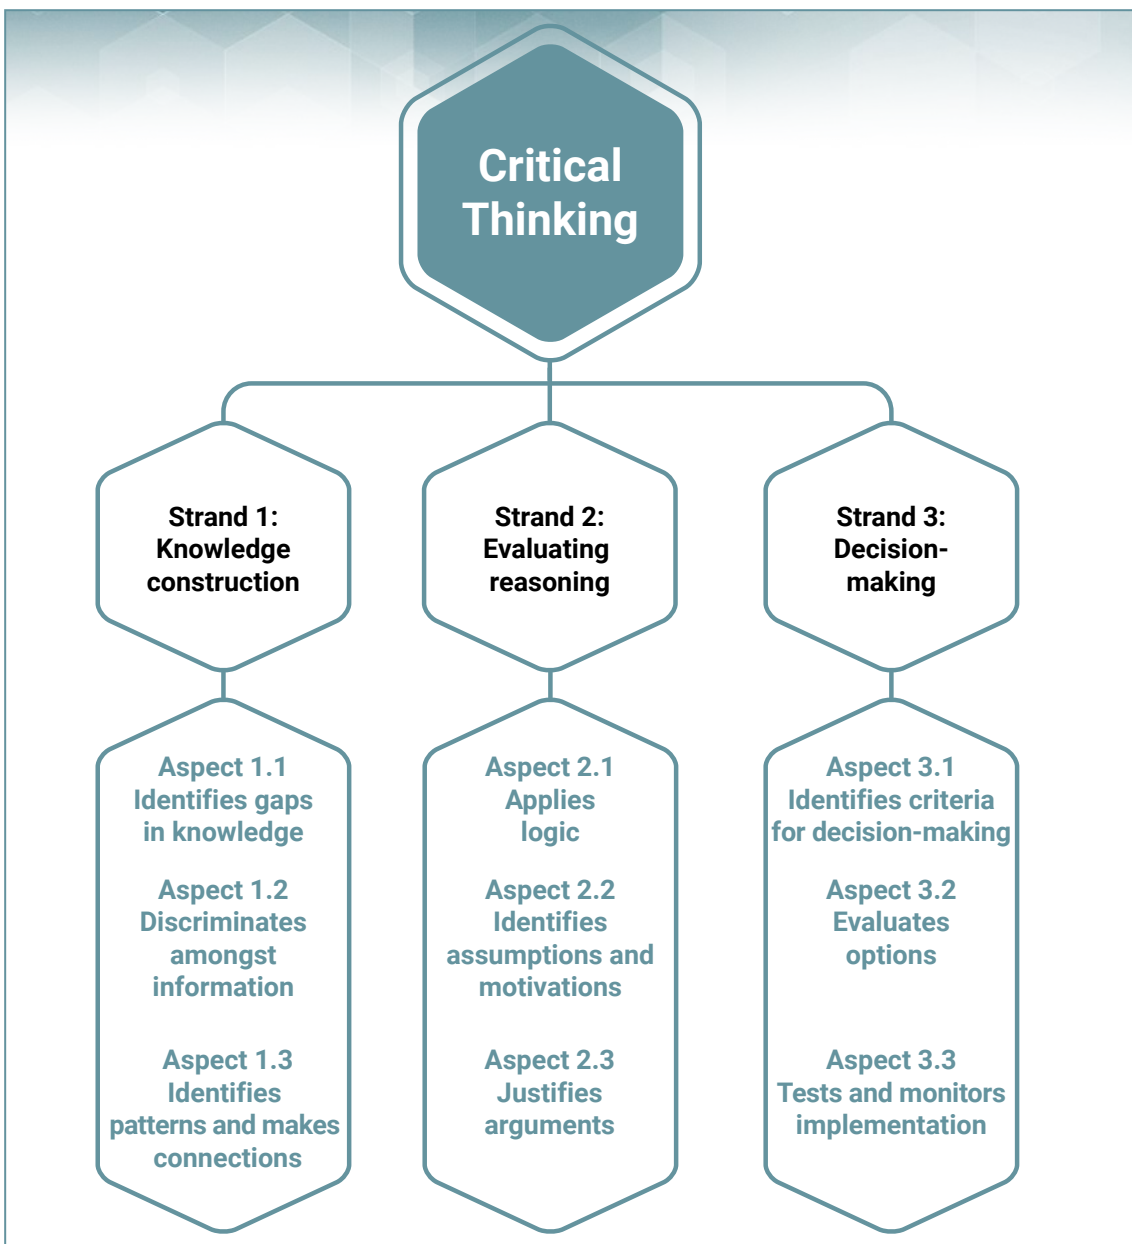 Critical
Thinking
Strand 1:
Knowledge
construction
Strand 2:
Evaluating
reasoning
Strand 3:
Decision-
making
Aspect 1.1
Identifies gaps
in knowledge
Aspect 1.2
Discriminates
amongst
information
Aspect 1.3
Identifies
patterns and makes
connections
Aspect 2.1
Applies
logic
Aspect 2.2
Identifies
assumptions and
motivations
Aspect 2.3
Justifies
arguments
Aspect 3.1
Identifies criteria
for decision-making
Aspect 3.2
Evaluates
options
Aspect 3.3
Tests and monitors
implementation